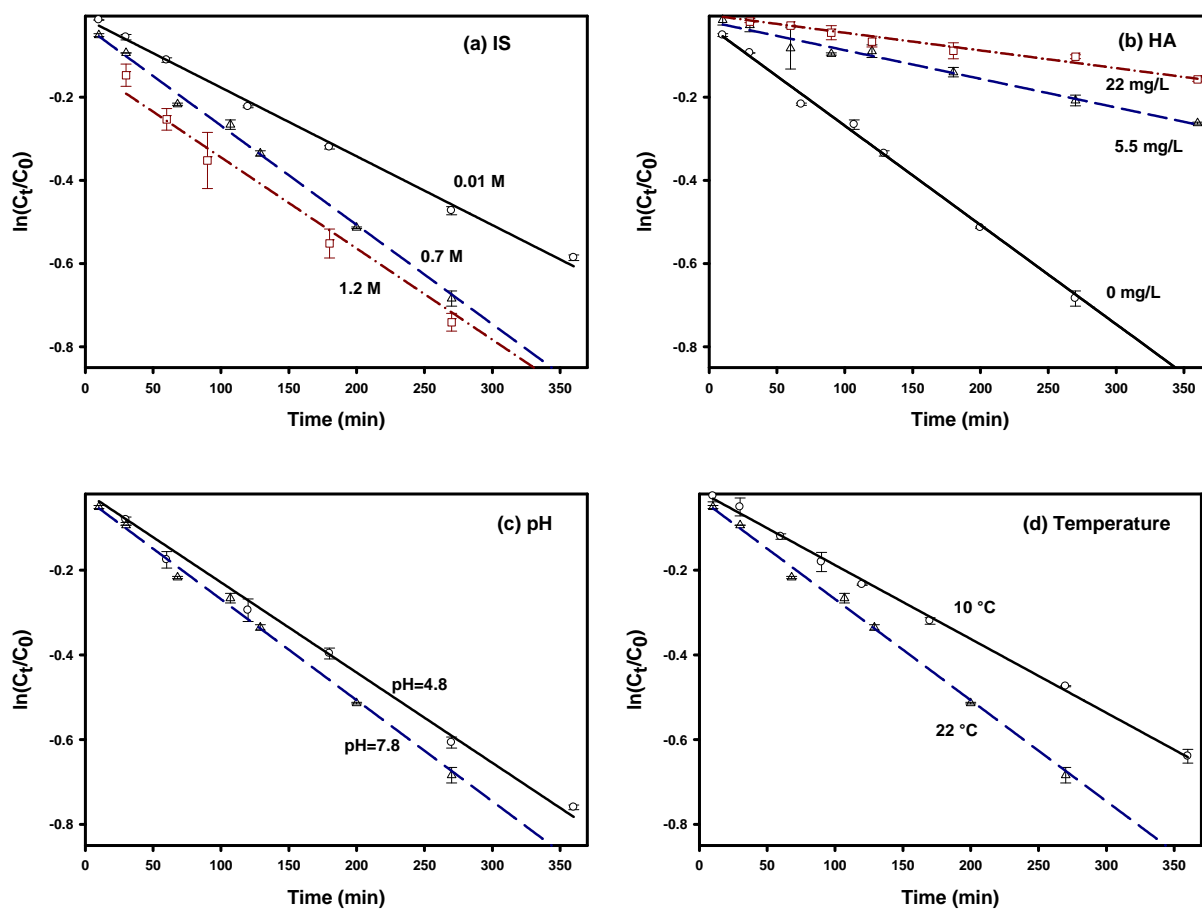 (a) IS
ln(Ct/C0)
-0.2
-0.4
-0.6
-0.8
0.01 M
0.7 M
1.2 M
0 50 100 150 200 250 300 350
Time (min)
(b) HA
ln(Ct/C0)
-0.2
-0.4
-0.6
-0.8
22 mg/L
5.5 mg/L
0 mg/L
0 50 100 150 200 250 300 350
Time (min)
(c) pH
ln(Ct/C0)
-0.2
-0.4
-0.6
-0.8
pH=4.8
pH=7.8
0 50 100 150 200 250 300 350
Time (min)
(d) Temperature
ln(Ct/C0)
-0.2
-0.4
-0.6
-0.8
10 °C
22 °C
0 50 100 150 200 250 300 350
Time (min)